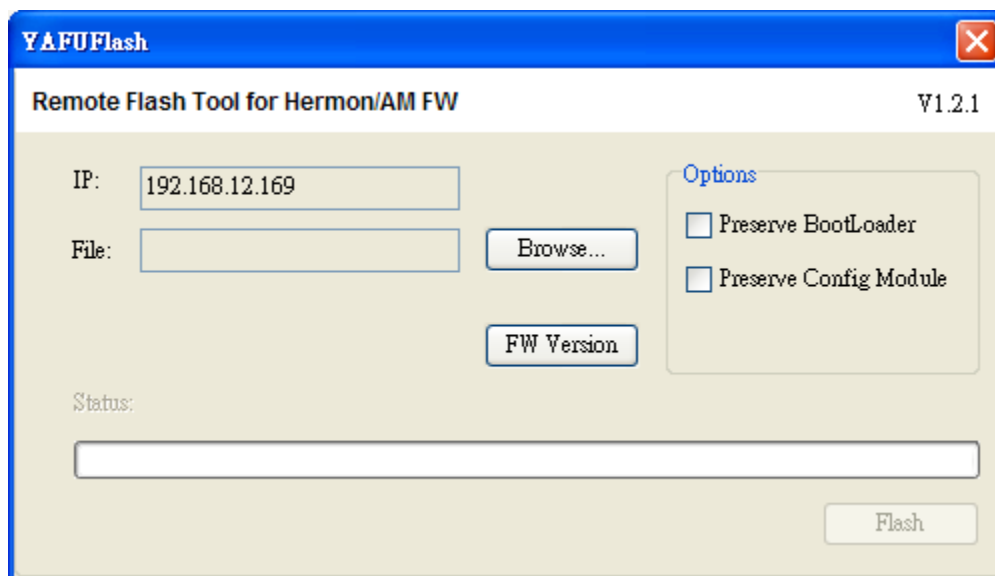 YAFUFlash
Remote Flash Tool for Hermon/AM FW V1.2.1
IP: 192.168.12.169
File: Browse...
FW Version
Options
Preserve BootLoader
Preserve Config Module
Status:
Flash